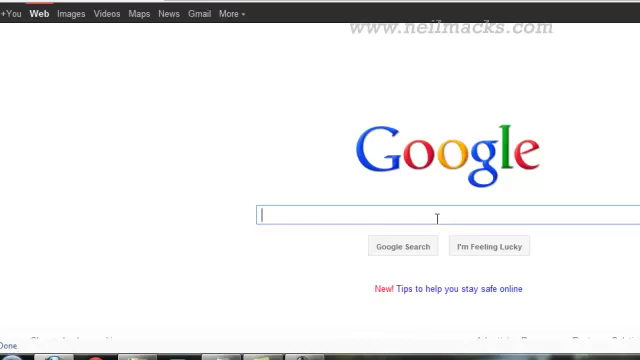 +You Web Images Videos Maps News Gmail More
www.neilmacks.com
Google
Google Search I'm Feeling Lucky
New! Tips to help you stay safe online
Done